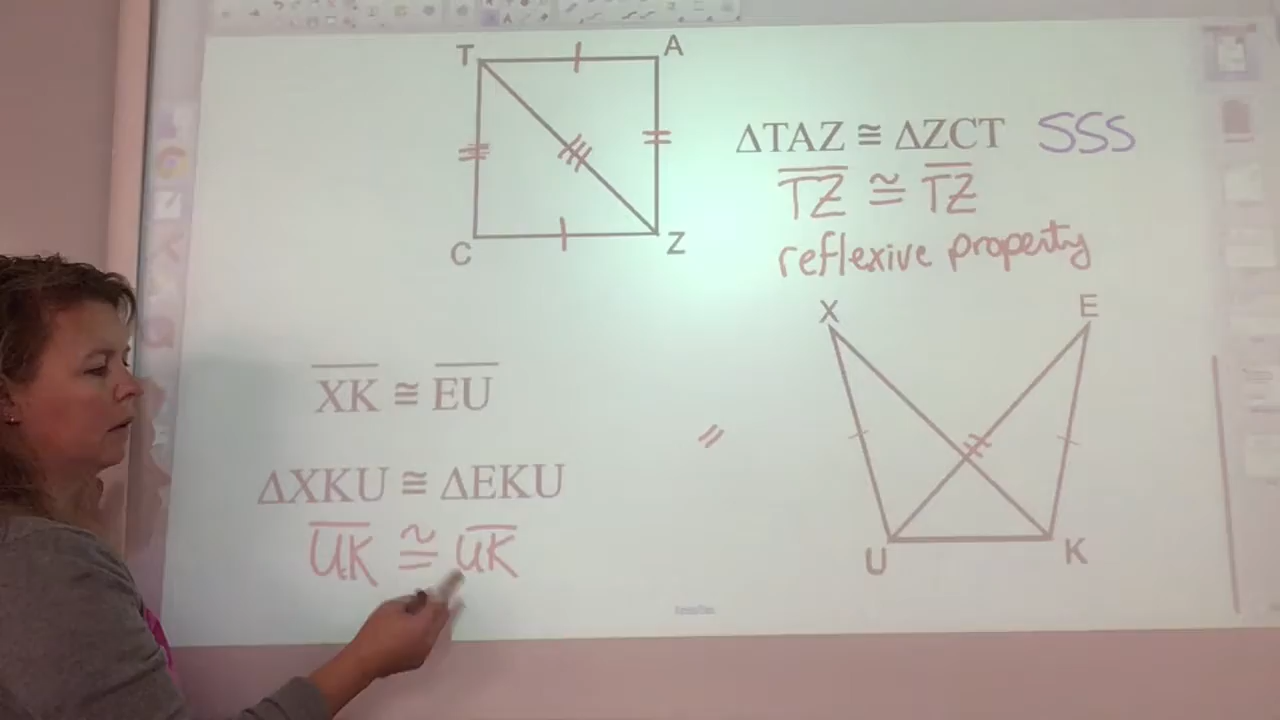 T
A
C
Z
ΔTAZ ≅ ΔZCT SSS
TZ ≅ TZ
reflexive property
XK ≅ EU
ΔXKU ≅ ΔEKU
UK ≅ UK
X
E
U
K